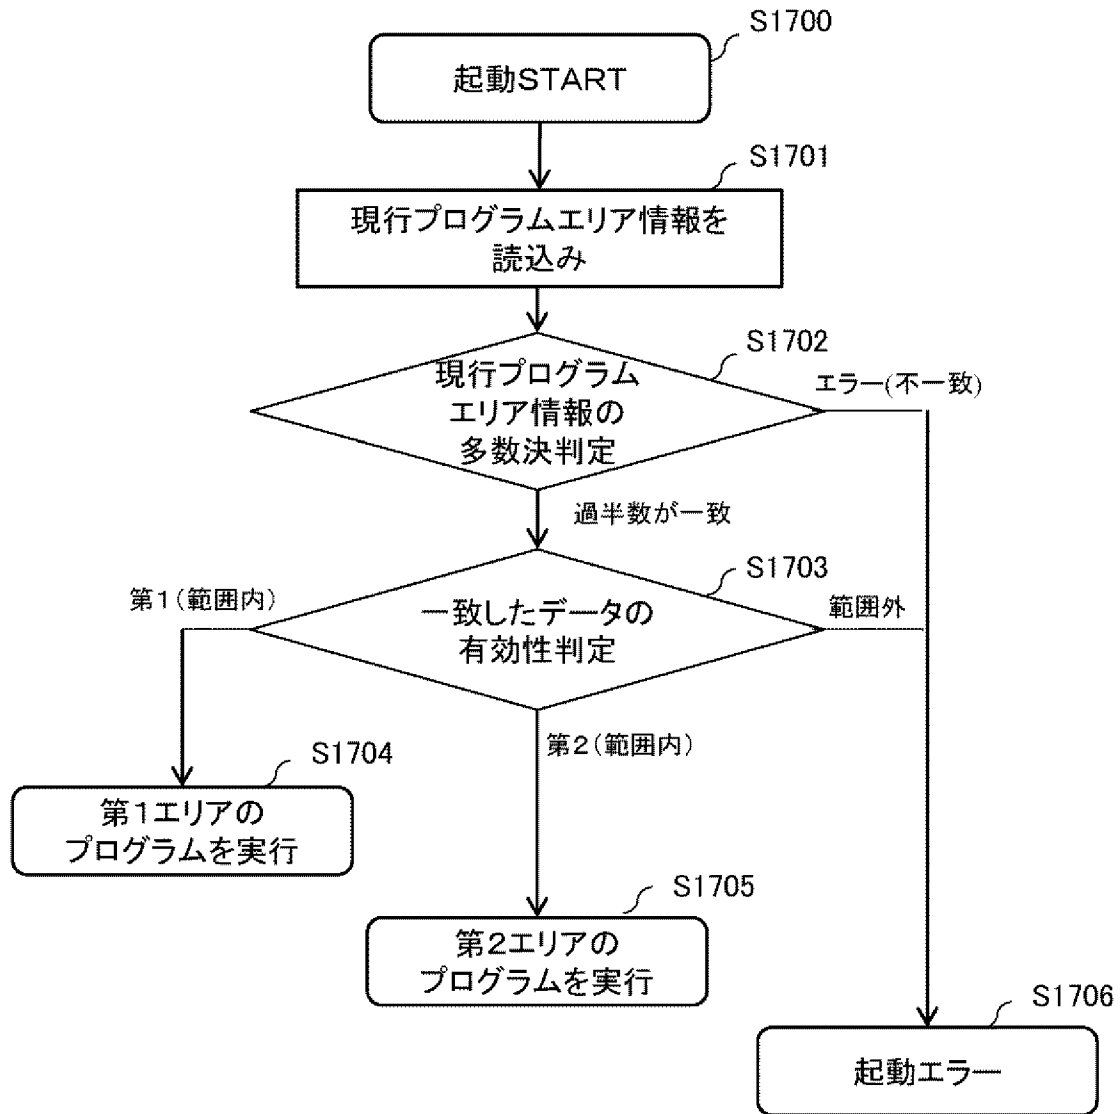 S1700
起動START
S1701
現行プログラムエリア情報を
読込み
S1702
現行プログラム
エリア情報の
多数決判定
エラー(不一致)
過半数が一致
S1703
第1(範囲内)
一致したデータの
有効性判定
範囲外
第2(範囲内)
S1704
第1エリアの
プログラムを実行
S1705
第2エリアの
プログラムを実行
S1706
起動エラー